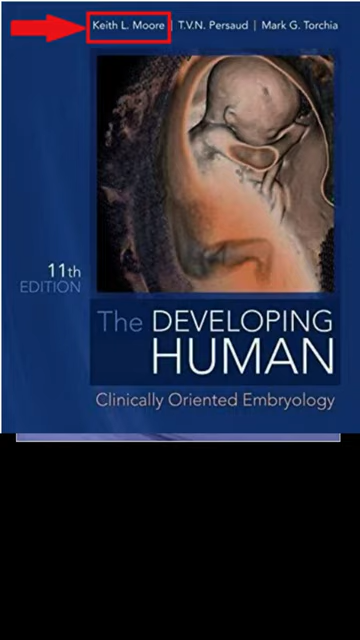 Keith L. Moore | T.V.N. Persaud | Mark G. Torchia
11th
EDITION
The DEVELOPING
HUMAN
Clinically Oriented Embryology